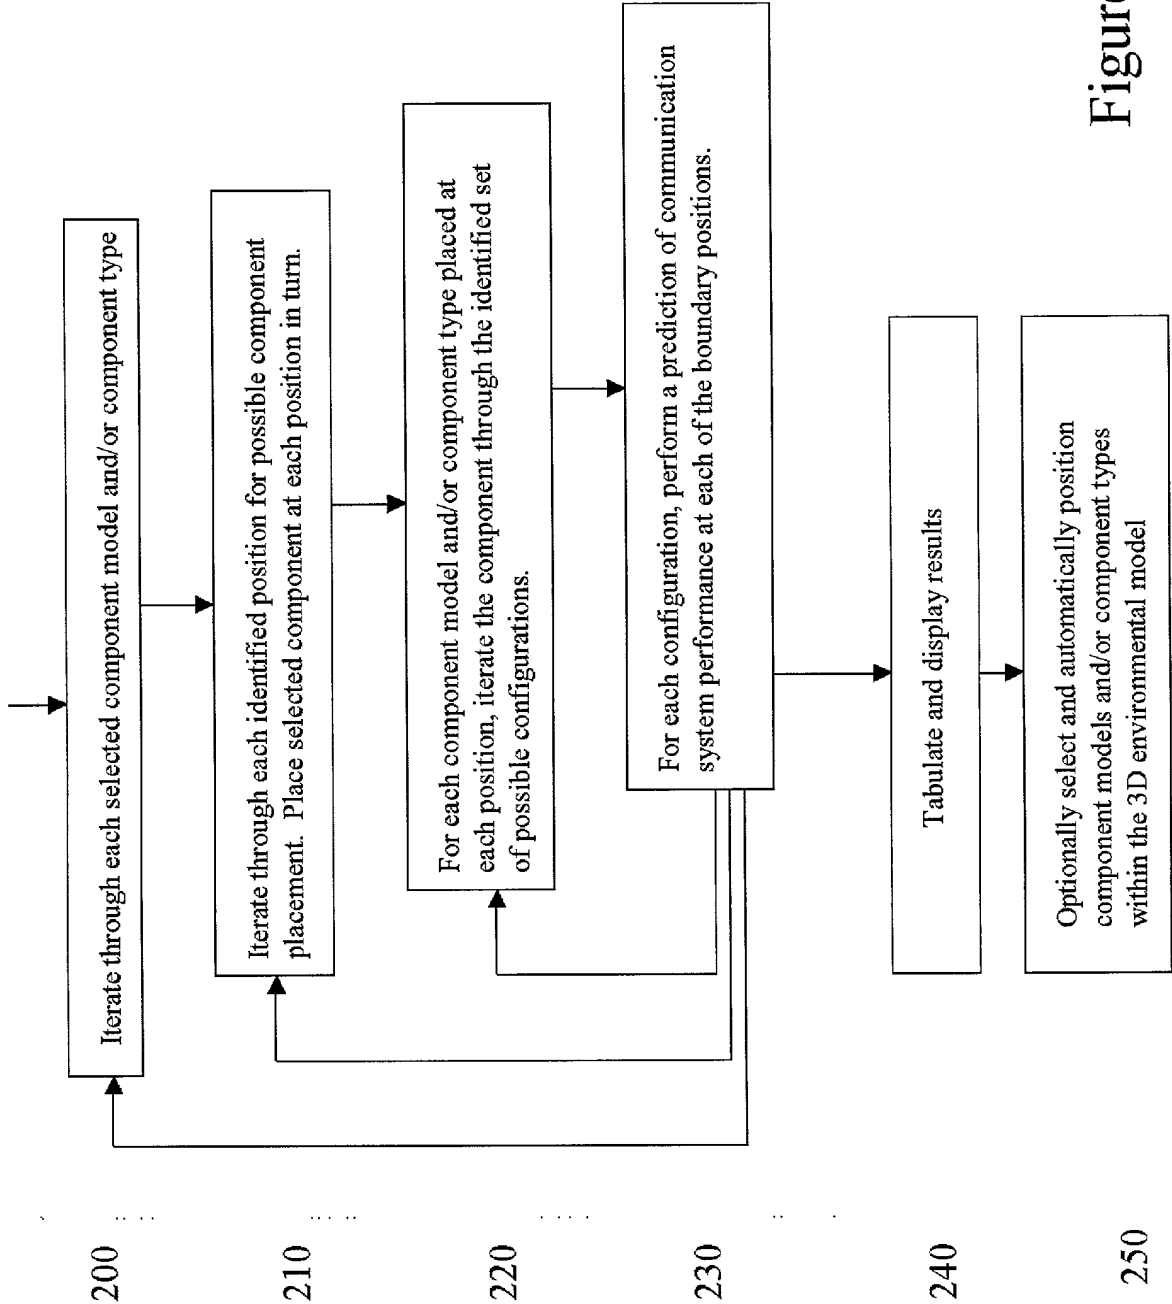 200
Iterate through each selected component model and/or component type
210
Iterate through each identified position for possible component
placement. Place selected component at each position in turn.
220
For each component model and/or component type placed at
each position, iterate the component through the identified set
of possible configurations.
230
For each configuration, perform a prediction of communication
system performance at each of the boundary positions.
240
Tabulate and display results
250
Optionally select and automatically position
component models and/or component types
within the 3D environmental model
Figure